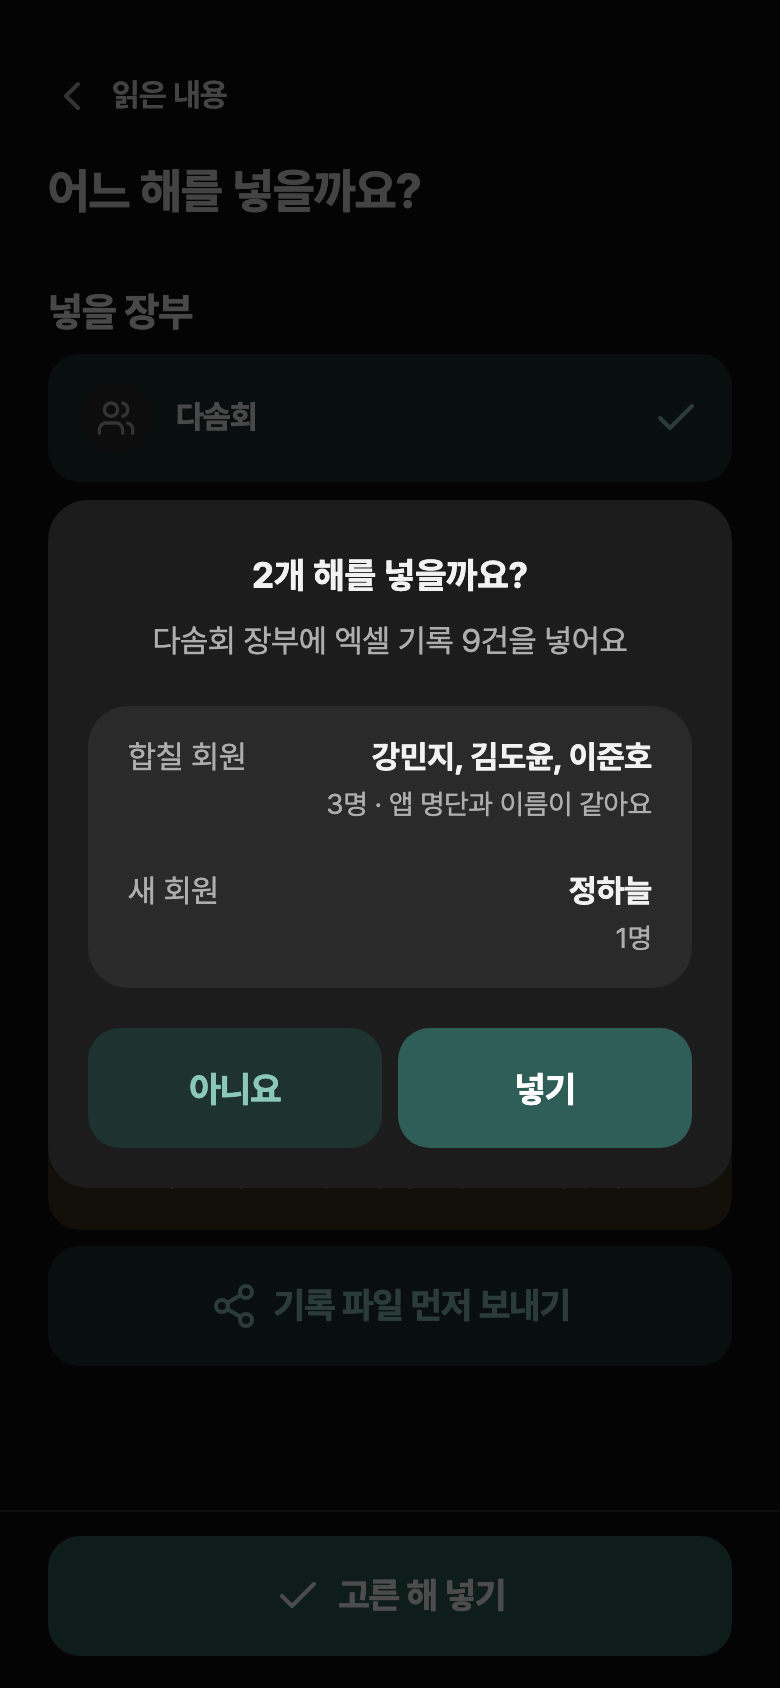 읽은 내용
어느 해를 넣을까요?
넣을 장부
다솜회
2개 해를 넣을까요?
다솜회 장부에 엑셀 기록 9건을 넣어요
합칠 회원
강민지, 김도윤, 이준호
3명 · 앱 명단과 이름이 같아요
새 회원
정하늘
1명
아니요
넣기
기록 파일 먼저 보내기
고른 해 넣기